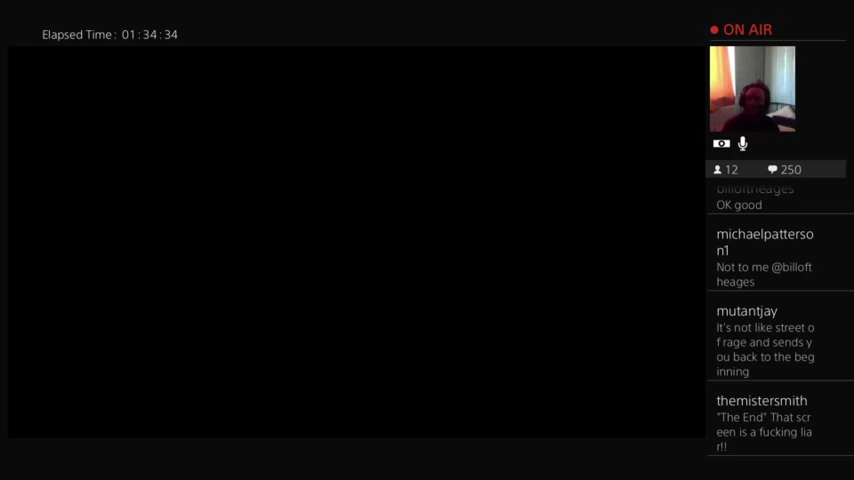 Elapsed Time: 01:34:34
ON AIR
12 250
billoftheages
OK good
michaelpatterso
n1
Not to me @billoft
heages
mutantjay
It's not like street o
f rage and sends y
ou back to the beg
inning
themistersmith
"The End" That scr
een is a fucking lia
r!!